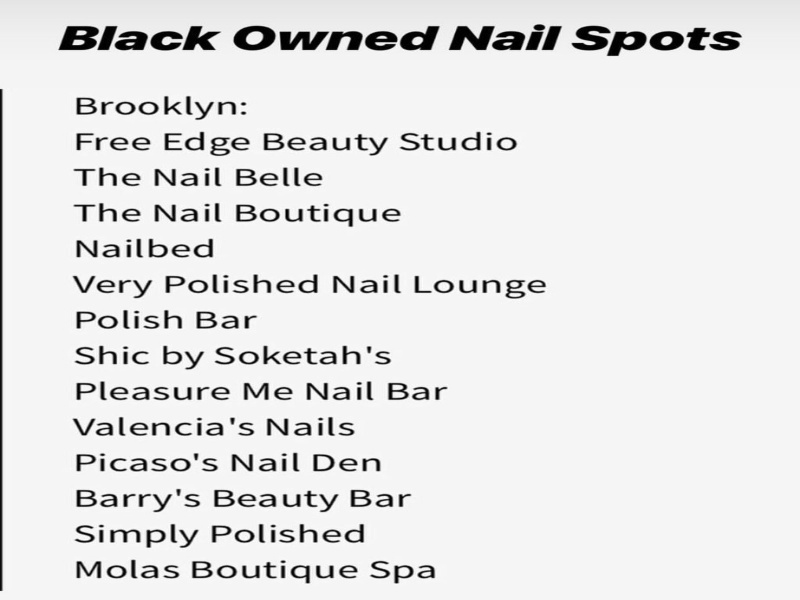 Black Owned Nail Spots
Brooklyn:
Free Edge Beauty Studio
The Nail Belle
The Nail Boutique
Nailbed
Very Polished Nail Lounge
Polish Bar
Shic by Soketah's
Pleasure Me Nail Bar
Valencia's Nails
Picaso's Nail Den
Barry's Beauty Bar
Simply Polished
Molas Boutique Spa